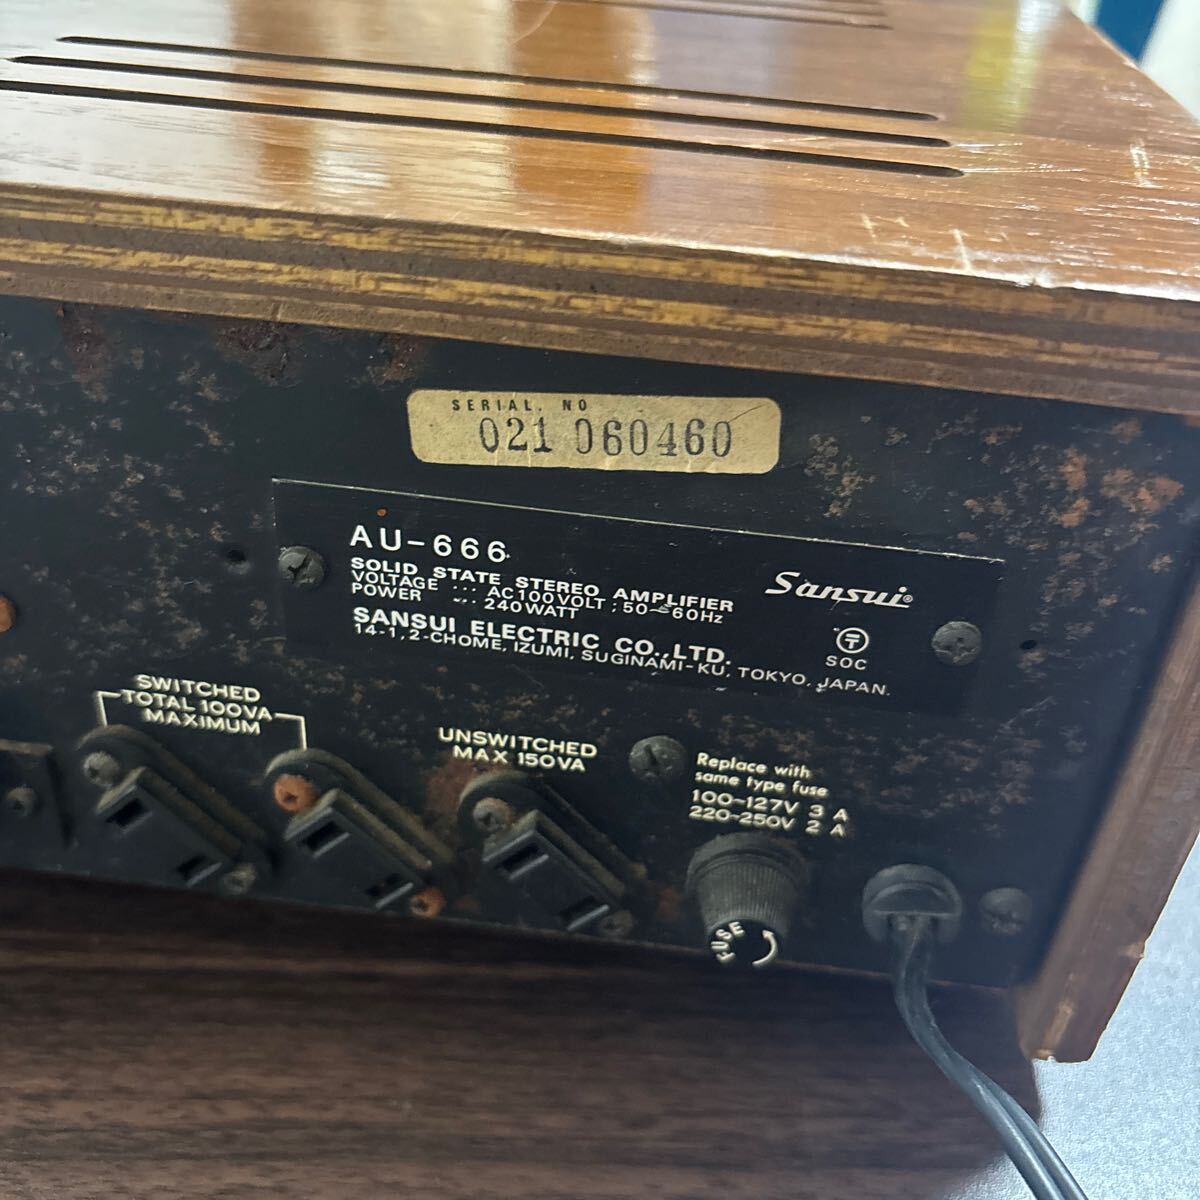 SERIAL. NO
021 060460
AU-666
SOLID STATE STEREO AMPLIFIER
VOLTAGE ... AC100VOLT ; 50~60Hz
POWER ... 240WATT
SANSUI ELECTRIC CO.,LTD.
14-1, 2-CHOME, IZUMI, SUGINAMI-KU, TOKYO, JAPAN.
Sansui®
T
SOC
SWITCHED
TOTAL 100VA
MAXIMUM
UNSWITCHED
MAX 150VA
Replace with
same type fuse
100~127V 3 A
220~250V 2 A
FUSE